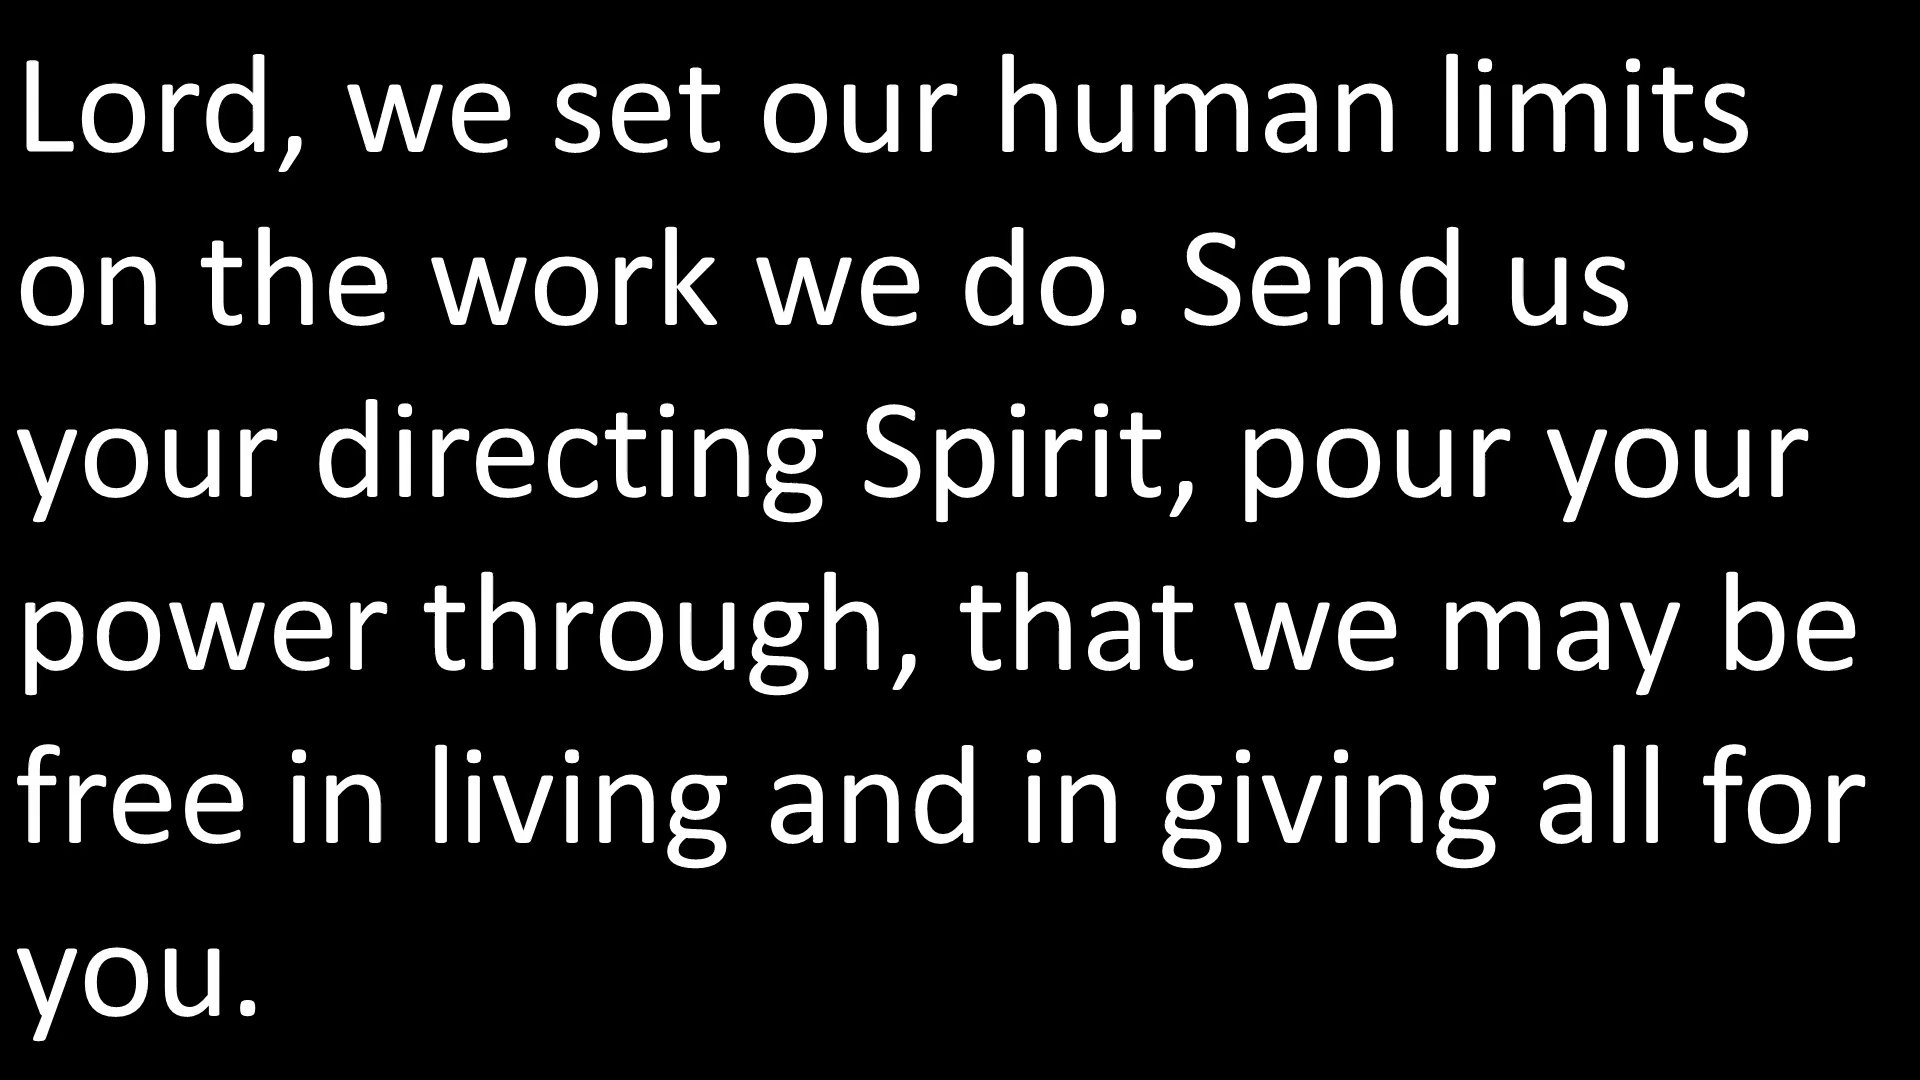 Lord, we set our human limits
on the work we do. Send us
your directing Spirit, pour your
power through, that we may be
free in living and in giving all for
you.